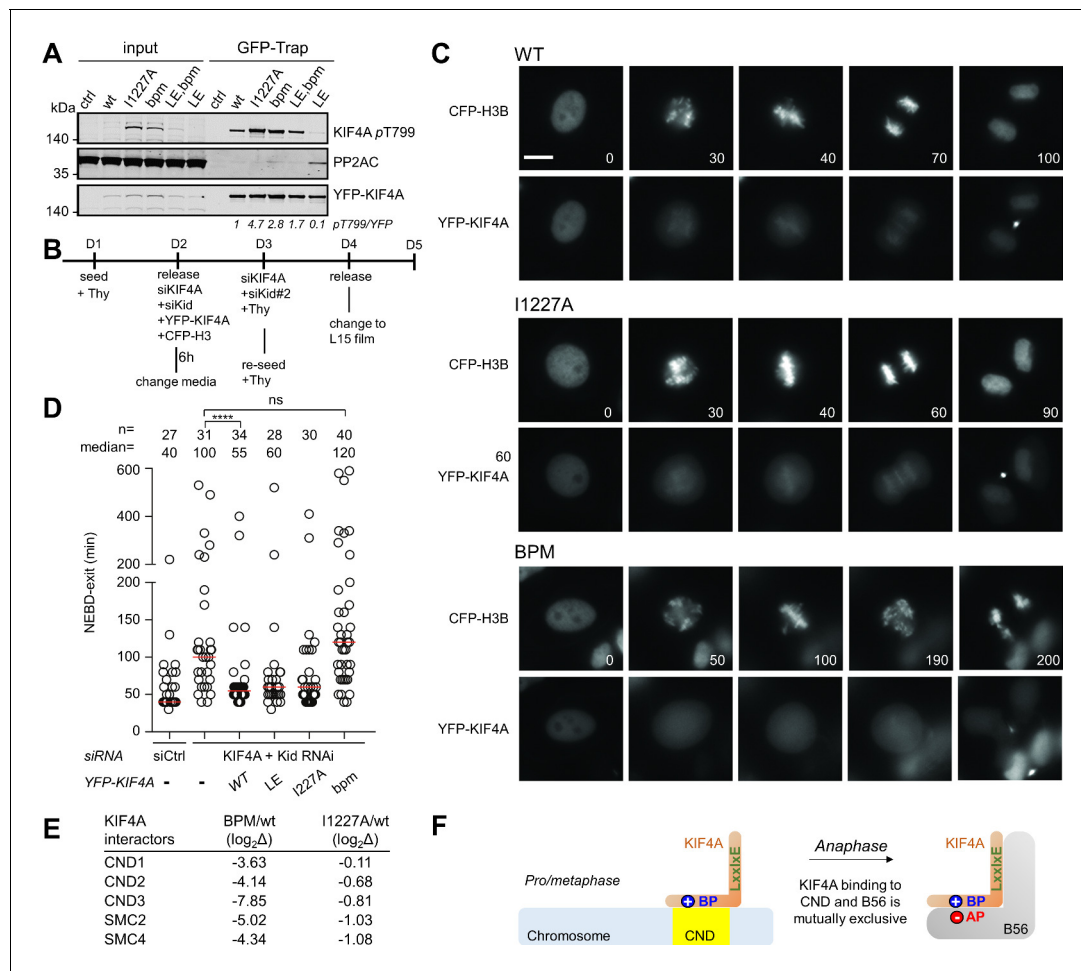 A
input GFP-Trap
ctrl wt I1227A bpm LE,bpm LE ctrl wt I1227A bpm LE,bpm LE
kDa
140 KIF4A pT799
35 PP2AC
140 YFP-KIF4A
1 4.7 2.8 1.7 0.1 pT799/YFP
B
D1 D2 D3 D4 D5
seed
+ Thy
release
siKIF4A
+siKid
+YFP-KIF4A
+CFP-H3
6h
change media
siKIF4A
+siKid#2
+Thy
re-seed
+Thy
release
change to
L15 film
C
WT
CFP-H3B
0 30 40 70 100
YFP-KIF4A
I1227A
CFP-H3B
0 30 40 60 90
60
YFP-KIF4A
BPM
CFP-H3B
0 50 100 190 200
YFP-KIF4A
D
ns
****
n= 27 31 34 28 30 40
median= 40 100 55 60 120
NEBD-exit (min)
600
400
200
200
150
100
50
0
siRNA siCtrl KIF4A + Kid RNAi
YFP-KIF4A - - WT LE I1227A bpm
E
KIF4A interactors BPM/wt (log2Δ) I1227A/wt (log2Δ)
CND1 -3.63 -0.11
CND2 -4.14 -0.68
CND3 -7.85 -0.81
SMC2 -5.02 -1.03
SMC4 -4.34 -1.08
F
Pro/metaphase
KIF4A
LxxIxE
+ BP
Chromosome CND
Anaphase
KIF4A binding to
CND and B56 is
mutually exclusive
KIF4A
LxxIxE
+ BP
- AP
B56